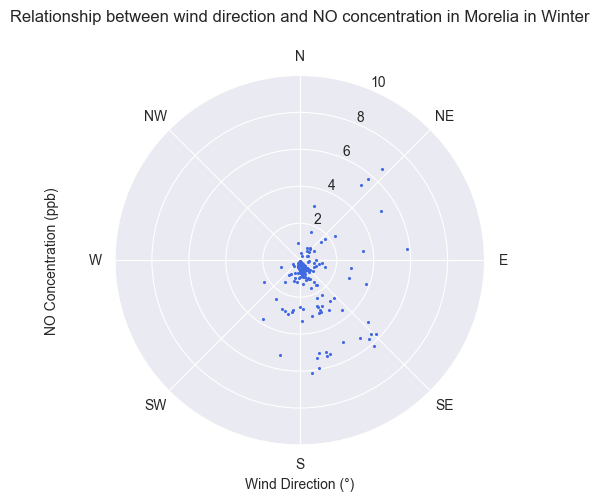 Relationship between wind direction and NO concentration in Morelia in Winter
N
10
NW
NE
8
6
4
2
W
E
NO Concentration (ppb)
SW
SE
S
Wind Direction (°)